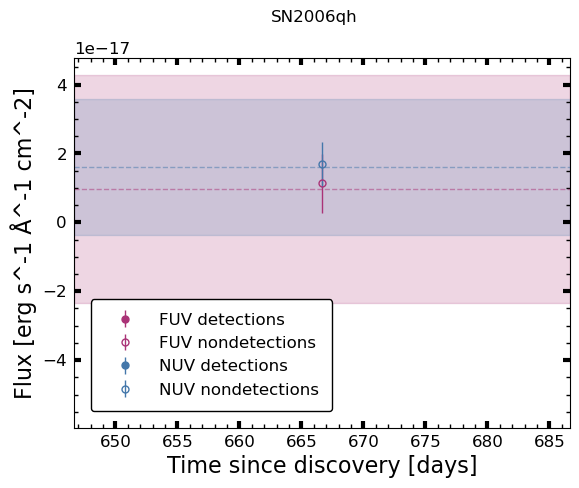 SN2006qh
1e−17
4
2
0
−2
−4
Flux [erg s^-1 Å^-1 cm^-2]
FUV detections
FUV nondetections
NUV detections
NUV nondetections
650 655 660 665 670 675 680 685
Time since discovery [days]